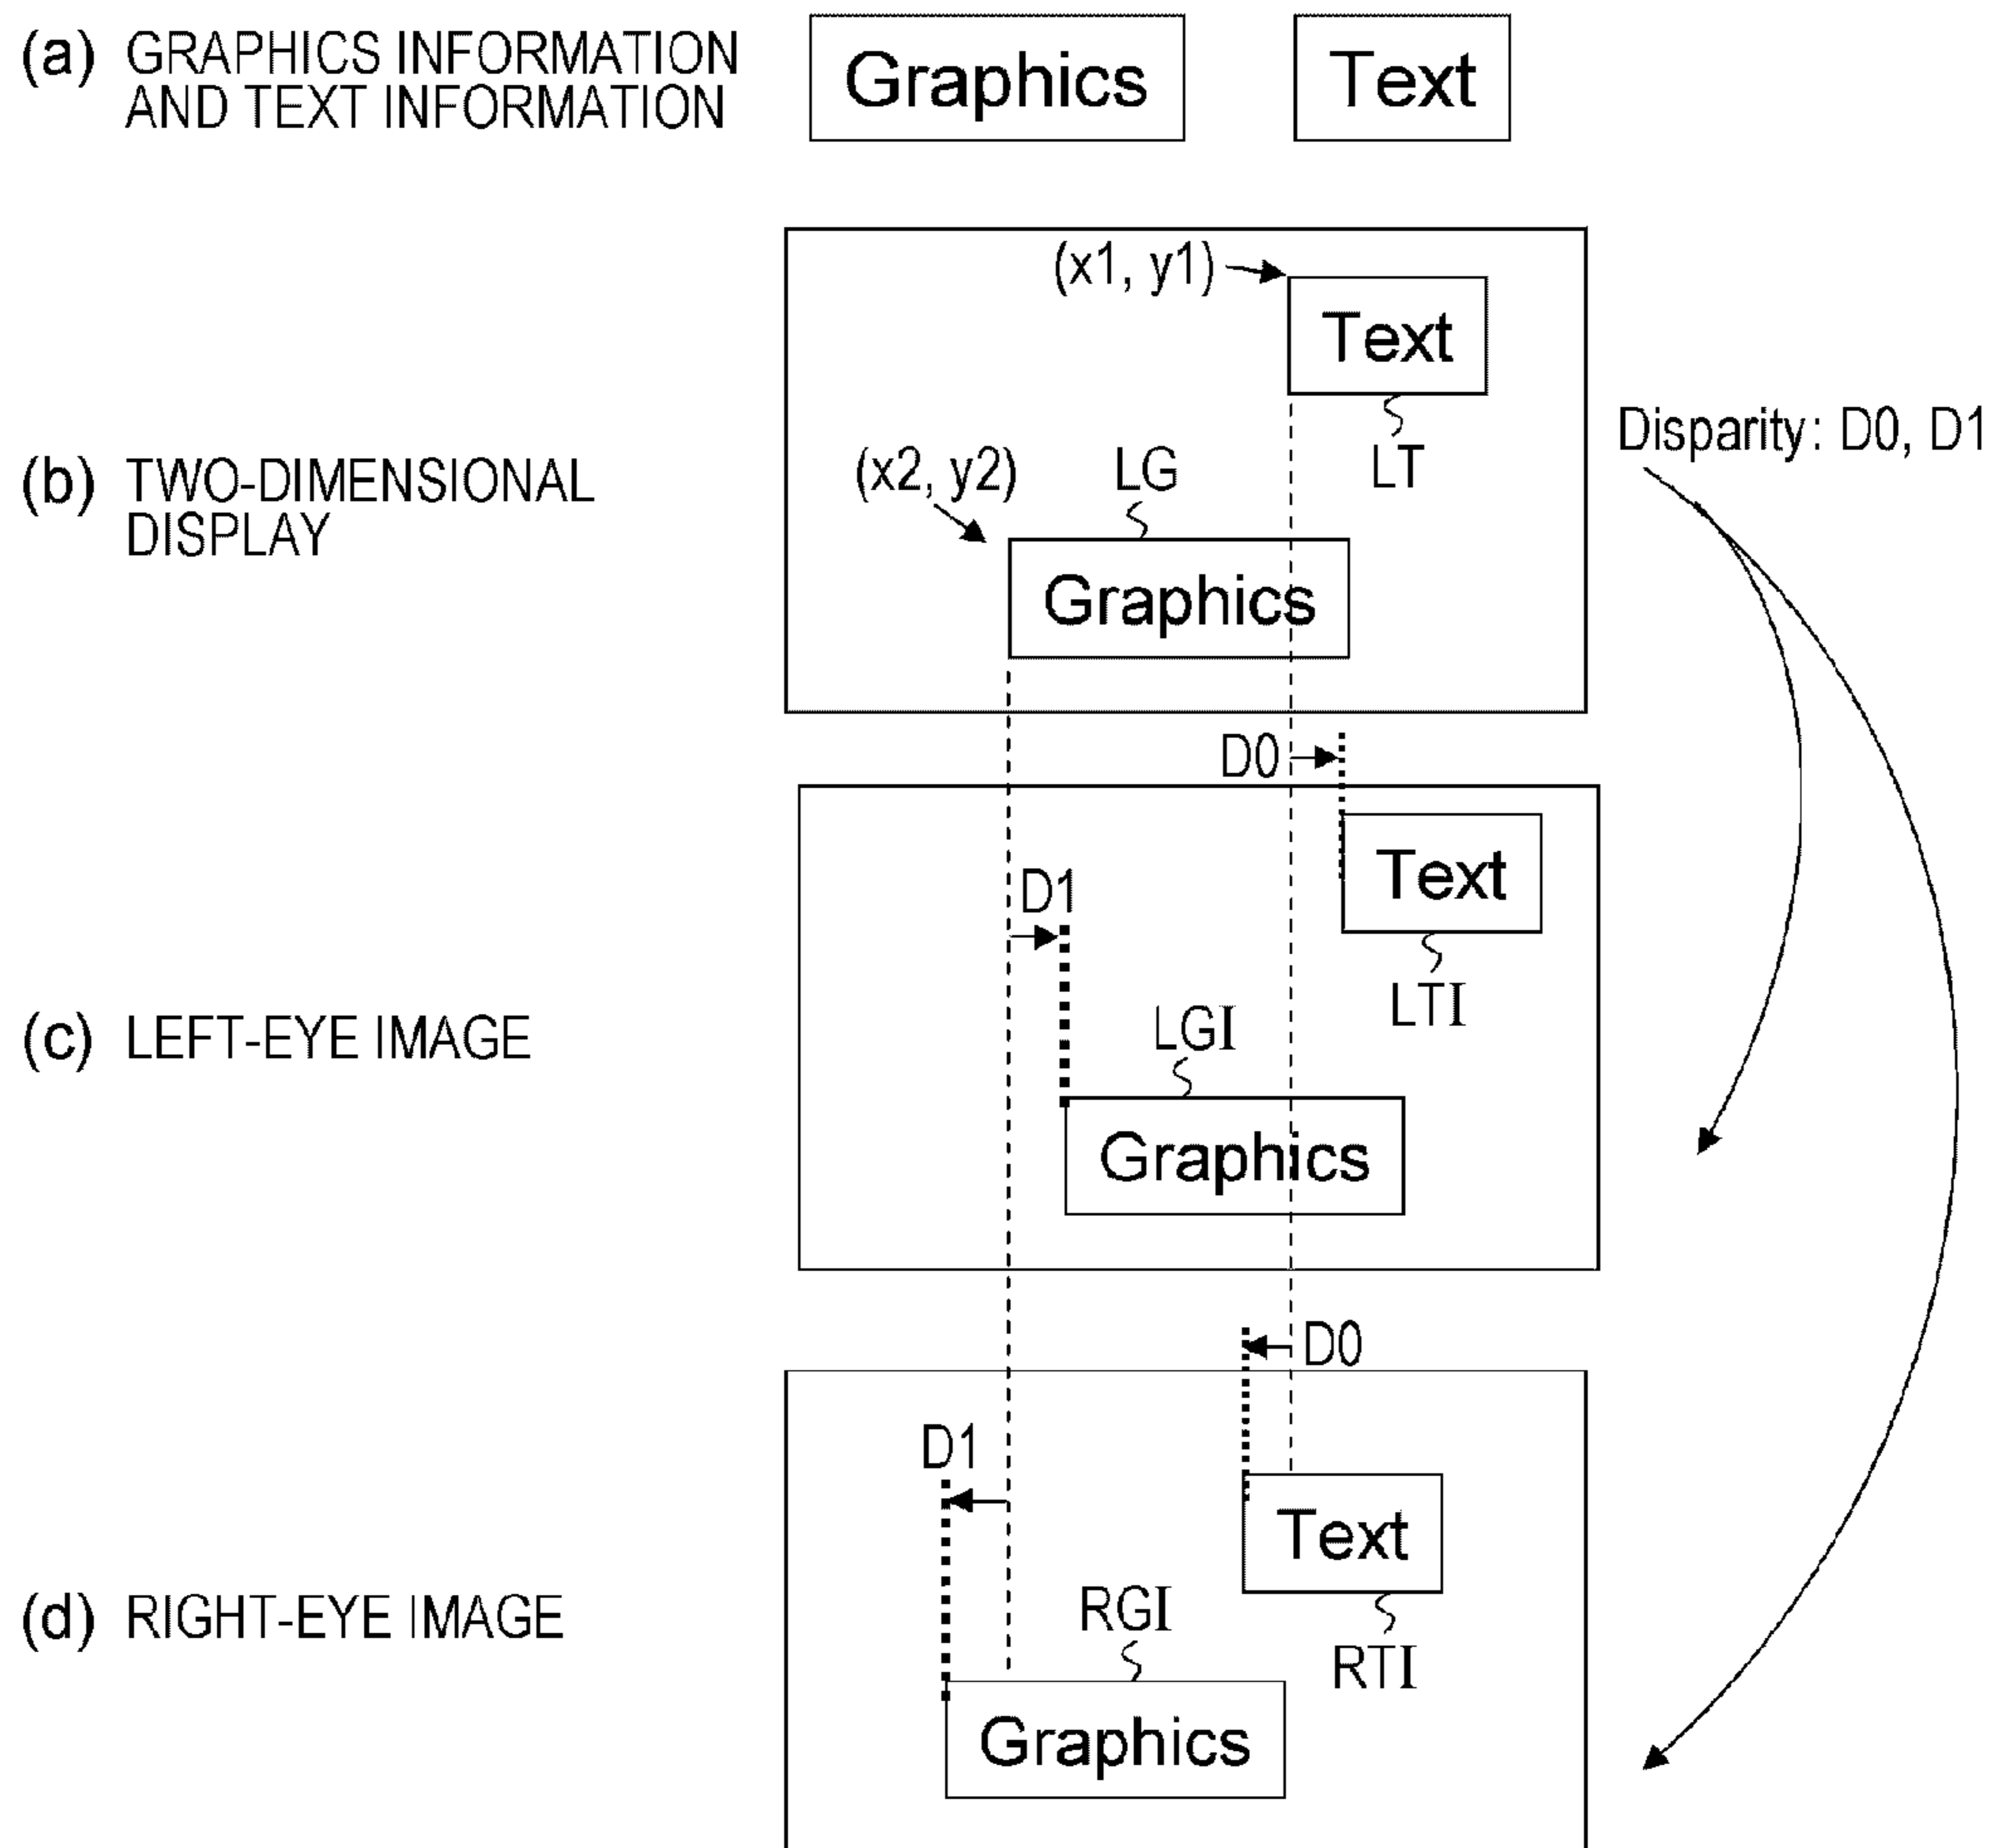 (a) GRAPHICS INFORMATION
AND TEXT INFORMATION
Graphics
Text
(x1, y1)
Text
LT
Disparity: D0, D1
(b) TWO-DIMENSIONAL
DISPLAY
(x2, y2)
LG
Graphics
D0
Text
LTI
D1
(c) LEFT-EYE IMAGE
LGI
Graphics
D0
D1
Text
RTI
(d) RIGHT-EYE IMAGE
RGI
Graphics